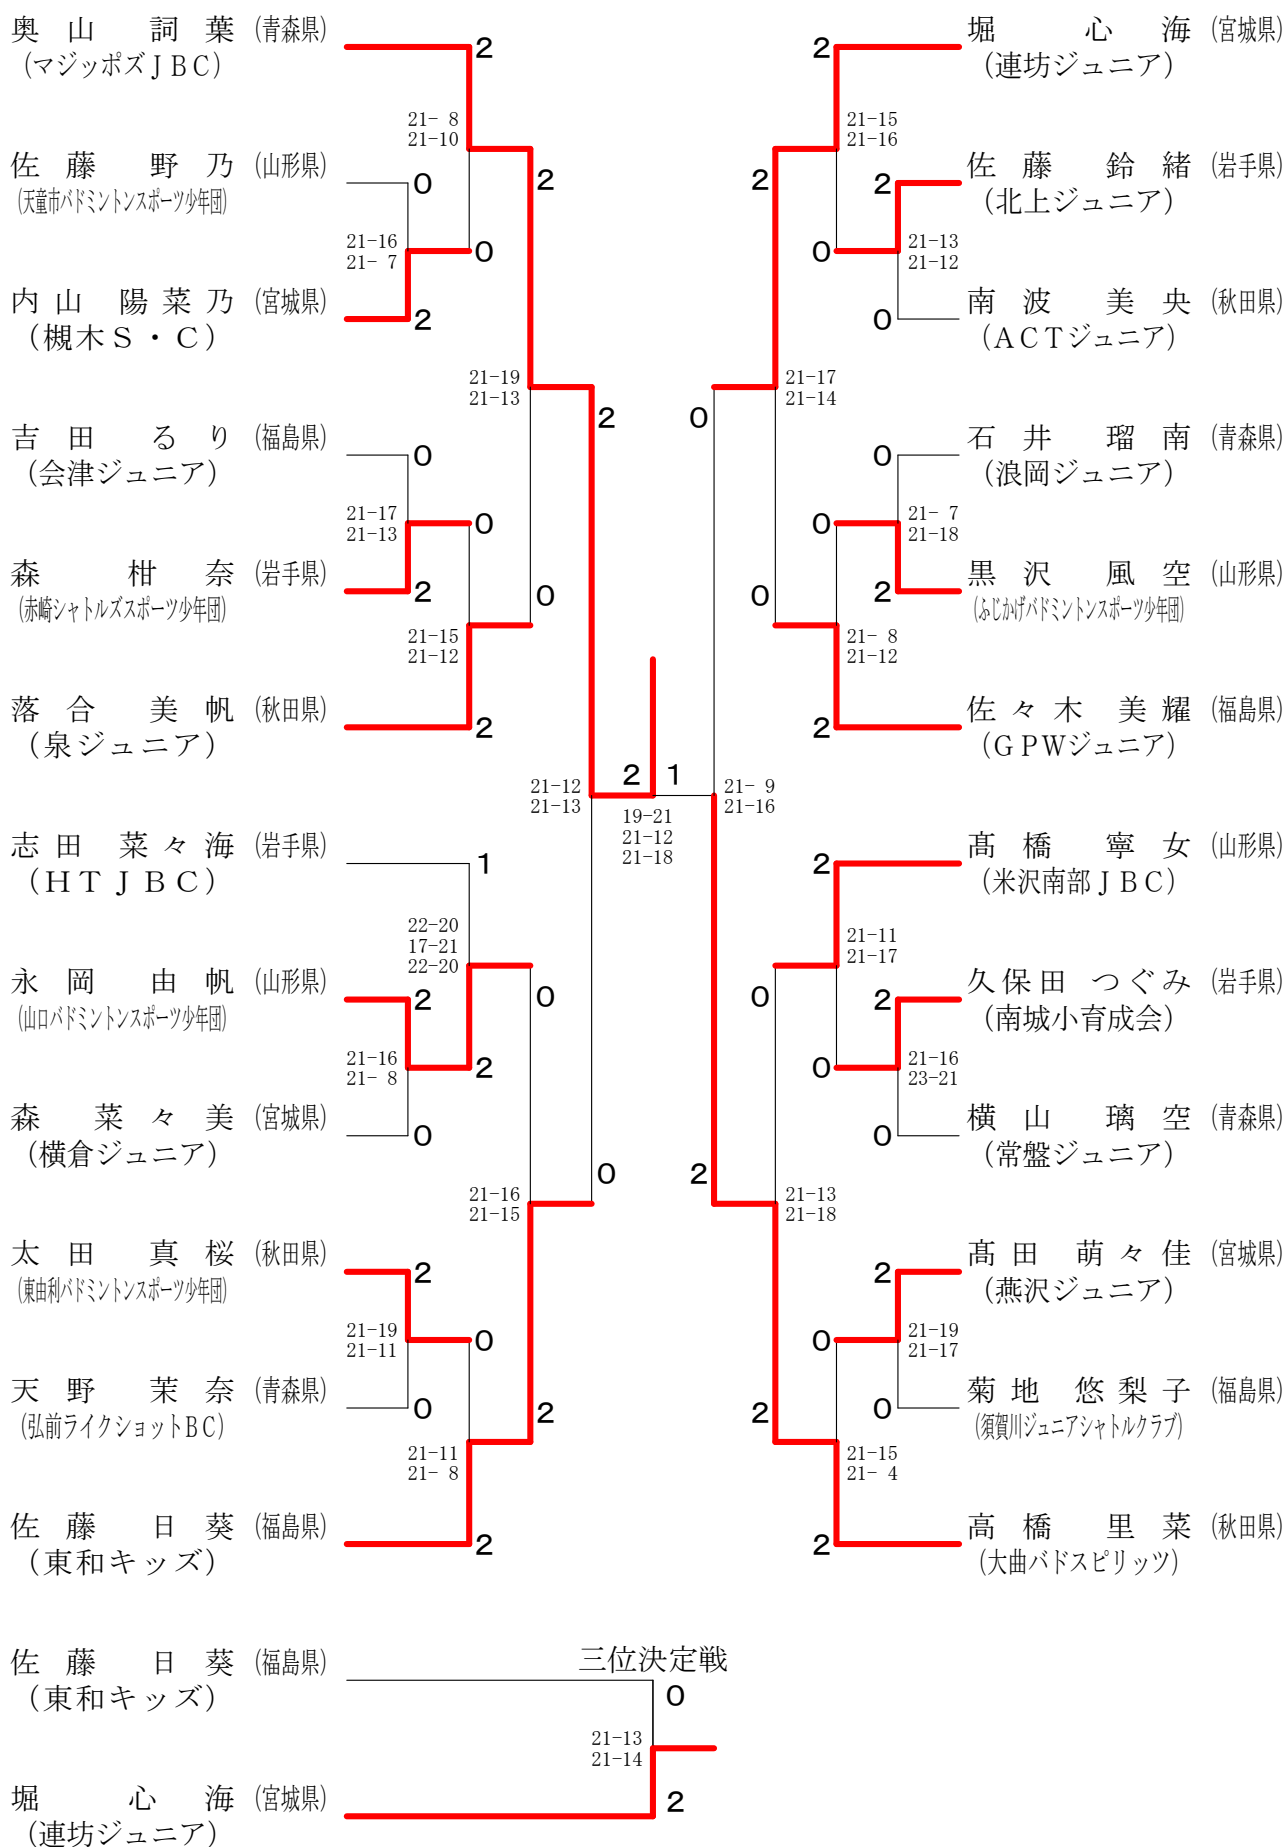 奥山 詞葉 (青森県)
(マジッポズＪＢＣ)
2
21- 8
21-10
佐藤 野乃 (山形県)
(天童市バドミントンスポーツ少年団)
0
2
21-16
21- 7
0
内山 陽菜乃 (宮城県)
(槻木Ｓ・Ｃ)
2
21-19
21-13
2
吉田 るり (福島県)
(会津ジュニア)
0
21-17
21-13
0
森 柑奈 (岩手県)
(赤崎シャトルズスポーツ少年団)
2
0
21-15
21-12
落合 美帆 (秋田県)
(泉ジュニア)
2
21-12
21-13
志田 菜々海 (岩手県)
(ＨＴＪＢＣ)
1
22-20
17-21
22-20
永岡 由帆 (山形県)
(山口バドミントンスポーツ少年団)
2
0
21-16
21- 8
2
森 菜々美 (宮城県)
(横倉ジュニア)
0
21-16
21-15
0
太田 真桜 (秋田県)
(東由利バドミントンスポーツ少年団)
2
21-19
21-11
0
天野 茉奈 (青森県)
(弘前ライクショットＢＣ)
0
2
21-11
21- 8
佐藤 日葵 (福島県)
(東和キッズ)
2
2 1
19-21
21-12
21-18
堀 心海 (宮城県)
(連坊ジュニア)
2
21-15
21-16
佐藤 鈴緒 (岩手県)
(北上ジュニア)
2
2
0
21-13
21-12
南波 美央 (秋田県)
(ＡＣＴジュニア)
0
21-17
21-14
0
石井 瑠南 (青森県)
(浪岡ジュニア)
0
21- 7
21-18
0
黒沢 風空 (山形県)
(ふじかげバドミントンスポーツ少年団)
2
0
21- 8
21-12
佐々木 美耀 (福島県)
(ＧＰＷジュニア)
2
21- 9
21-16
髙橋 寧女 (山形県)
(米沢南部ＪＢＣ)
2
21-11
21-17
久保田 つぐみ (岩手県)
(南城小育成会)
2
0
0
21-16
23-21
横山 璃空 (青森県)
(常盤ジュニア)
0
2
21-13
21-18
髙田 萌々佳 (宮城県)
(燕沢ジュニア)
2
0
21-19
21-17
菊地 悠梨子 (福島県)
(須賀川ジュニアシャトルクラブ)
0
2
21-15
21- 4
高橋 里菜 (秋田県)
(大曲バドスピリッツ)
2
三位決定戦
佐藤 日葵 (福島県)
(東和キッズ)
0
21-13
21-14
堀 心海 (宮城県)
(連坊ジュニア)
2